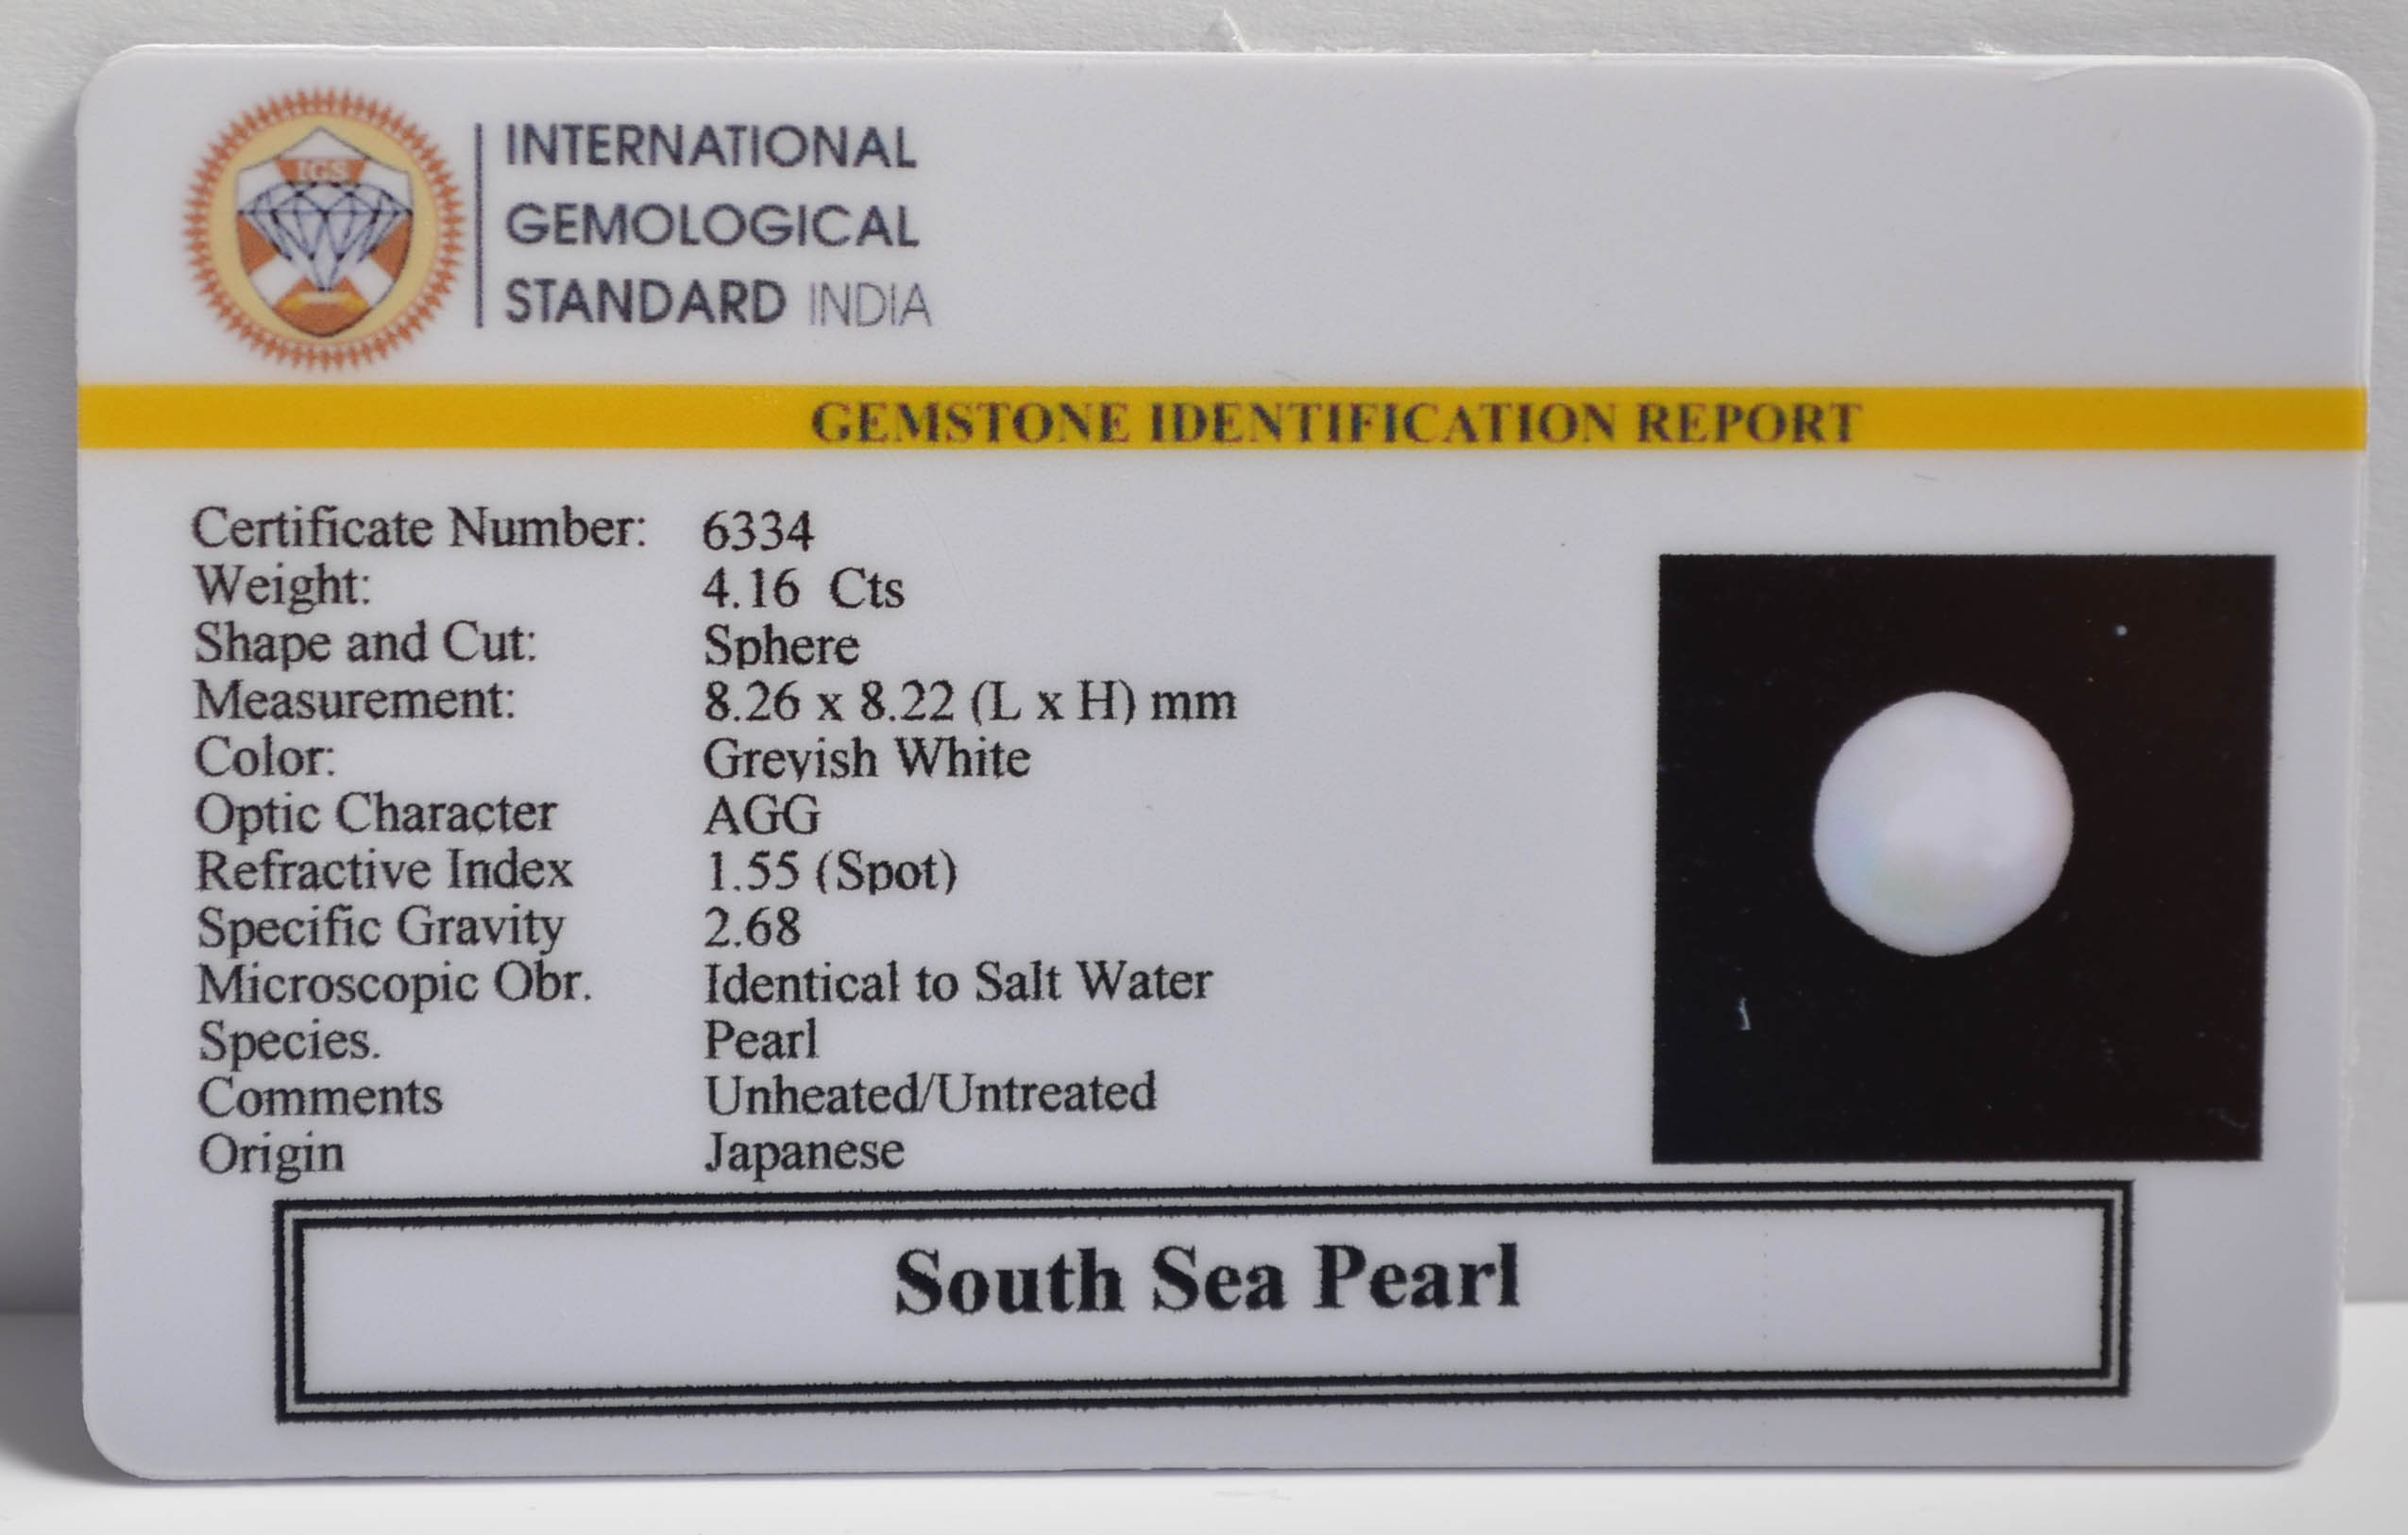 IGS
INTERNATIONAL
GEMOLOGICAL
STANDARD INDIA
GEMSTONE IDENTIFICATION REPORT
Certificate Number: 6334
Weight: 4.16 Cts
Shape and Cut: Sphere
Measurement: 8.26 x 8.22 (L x H) mm
Color: Greyish White
Optic Character AGG
Refractive Index 1.55 (Spot)
Specific Gravity 2.68
Microscopic Obr. Identical to Salt Water
Species. Pearl
Comments Unheated/Untreated
Origin Japanese
South Sea Pearl